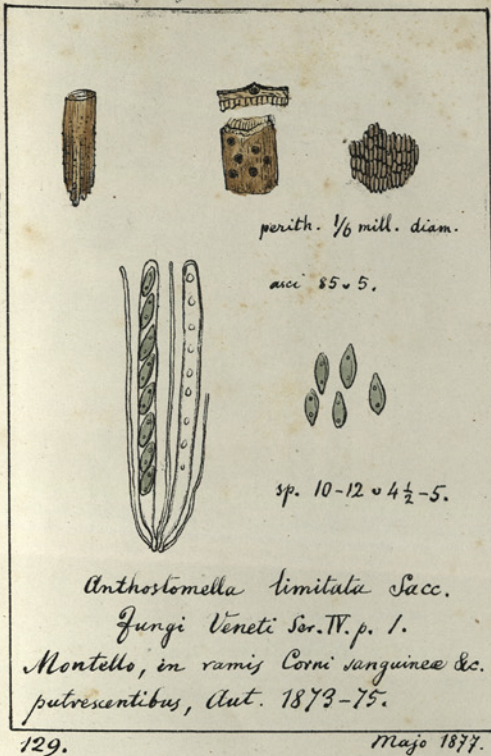 perith. 1/6 mill. diam.
asci 85 ᴗ 5.
sp. 10-12 ᴗ 4½-5.
Anthostomella limitata Sacc.
Fungi Veneti Ser. IV. p. 1.
Montello, in ramis Corni sanguineæ &c.
putrescentibus, Aut. 1873-75.
129. Majo 1877.